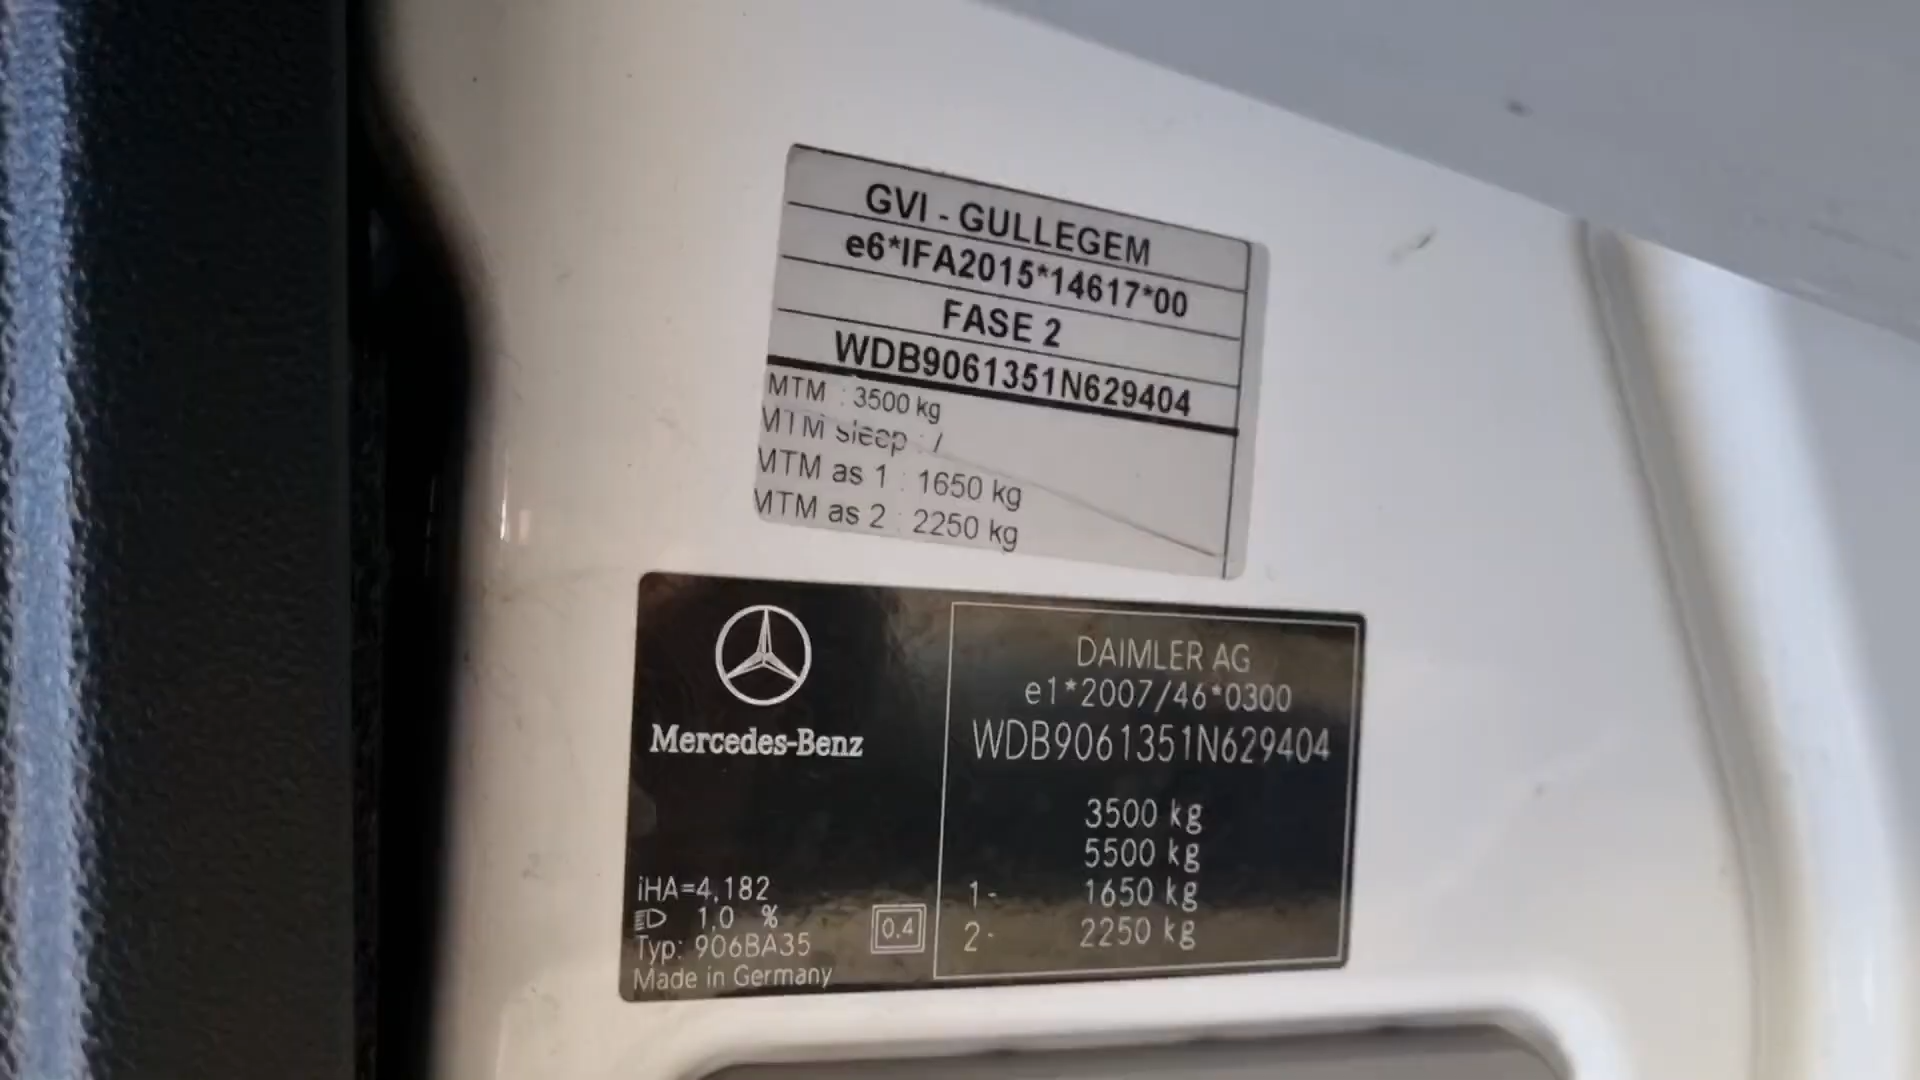 GVI - GULLEGEM
e6*IFA2015*14617*00
FASE 2
WDB9061351N629404
MTM : 3500 kg
MTM sleep : /
MTM as 1 : 1650 kg
MTM as 2 : 2250 kg
Mercedes-Benz
iHA=4,182
1,0 %
Typ: 906BA35
Made in Germany
0.4
DAIMLER AG
e1*2007/46*0300
WDB9061351N629404
3500 kg
5500 kg
1- 1650 kg
2- 2250 kg